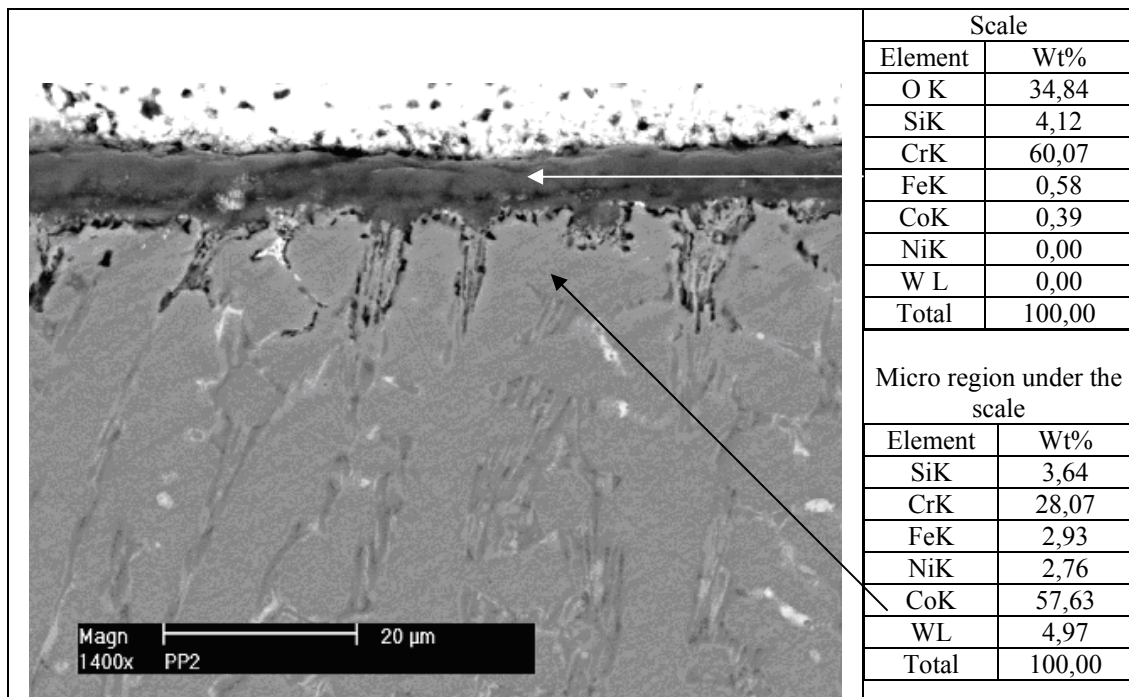 Scale
Element Wt%
O K 34,84
SiK 4,12
CrK 60,07
FeK 0,58
CoK 0,39
NiK 0,00
W L 0,00
Total 100,00
Micro region under the
scale
Element Wt%
SiK 3,64
CrK 28,07
FeK 2,93
NiK 2,76
CoK 57,63
WL 4,97
Total 100,00
Magn 20 µm
1400x PP2